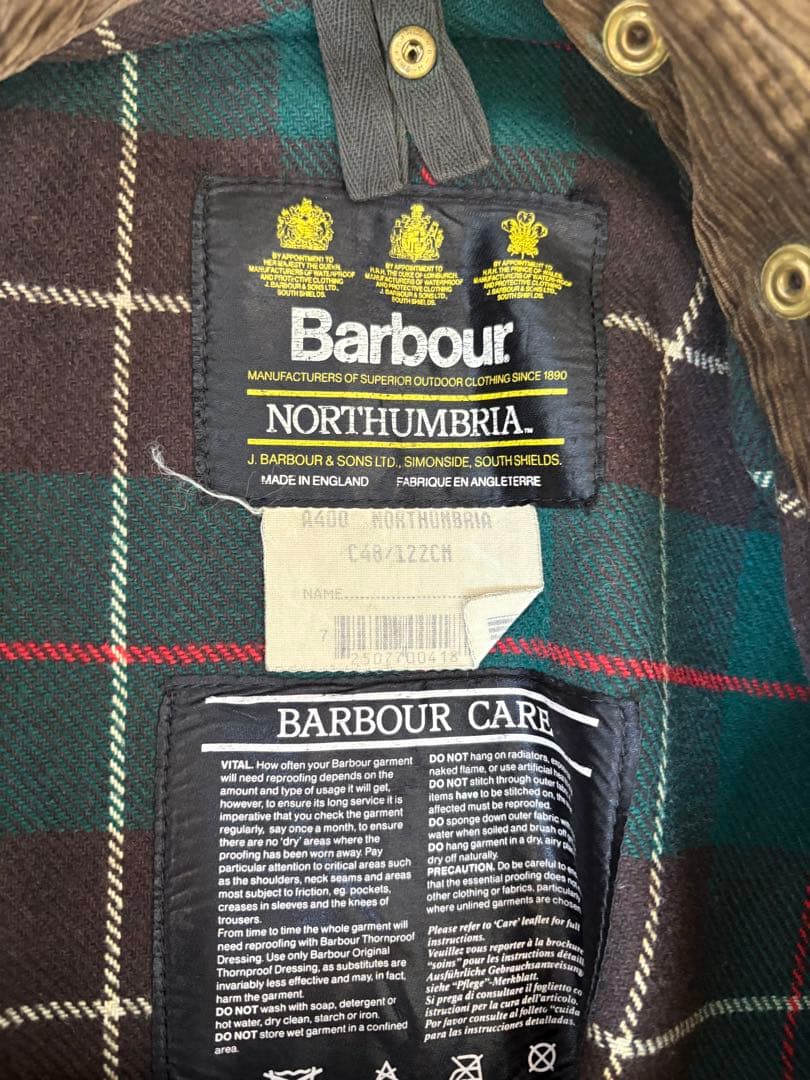 BY APPOINTMENT TO
HER MAJESTY THE QUEEN
MANUFACTURERS OF WATERPROOF
AND PROTECTIVE CLOTHING
J. BARBOUR & SONS LTD.
SOUTH SHIELDS.
BY APPOINTMENT TO
H.R.H. THE DUKE OF EDINBURGH,
MANUFACTURERS OF WATERPROOF
AND PROTECTIVE CLOTHING
J. BARBOUR & SONS LTD.
SOUTH SHIELDS.
BY APPOINTMENT TO
H.R.H. THE PRINCE OF WALES,
MANUFACTURERS OF WATERPROOF
AND PROTECTIVE CLOTHING
J. BARBOUR & SONS LTD.
SOUTH SHIELDS.
Barbour
MANUFACTURERS OF SUPERIOR OUTDOOR CLOTHING SINCE 1890
NORTHUMBRIA™
J. BARBOUR & SONS LTD., SIMONSIDE, SOUTH SHIELDS.
MADE IN ENGLAND FABRIQUE EN ANGLETERRE
A400 NORTHUMBRIA
C48/122CM
NAME
7 2507700418
BARBOUR CARE
VITAL. How often your Barbour garment
will need reproofing depends on the
amount and type of usage it will get,
however, to ensure its long service it is
imperative that you check the garment
regularly, say once a month, to ensure
there are no 'dry' areas where the
proofing has been worn away. Pay
particular attention to critical areas such
as the shoulders, neck seams and areas
most subject to friction, eg. pockets,
creases in sleeves and the knees of
trousers.
From time to time the whole garment will
need reproofing with Barbour Thornproof
Dressing. Use only Barbour Original
Thornproof Dressing, as substitutes are
invariably less effective and may, in fact,
harm the garment.
DO NOT wash with soap, detergent or
hot water, dry clean, starch or iron.
DO NOT store wet garment in a confined
area.
DO NOT hang on radiators,
naked flame, or use artificial
DO NOT stitch through outer
items have to be stitched on,
affected must be reproofed.
DO sponge down outer fabric with
water when soiled and brush off
DO hang garment in a dry, airy
dry off naturally.
PRECAUTION. Do be careful to
that the essential proofing does
other clothing or fabrics,
where unlined garments are chosen
Please refer to 'Care' leaflet for full
instructions.
Veuillez vous reporter à la brochure
"soins" pour les instructions
Ausführliche Gebrauchsanweisung
siehe "Pflege"-Merkblatt.
Si prega di consultare il foglietto
istruzioni per la cura dell'articolo.
Por favor consulte al folleto "cuida
para las instrucciones detalladas.